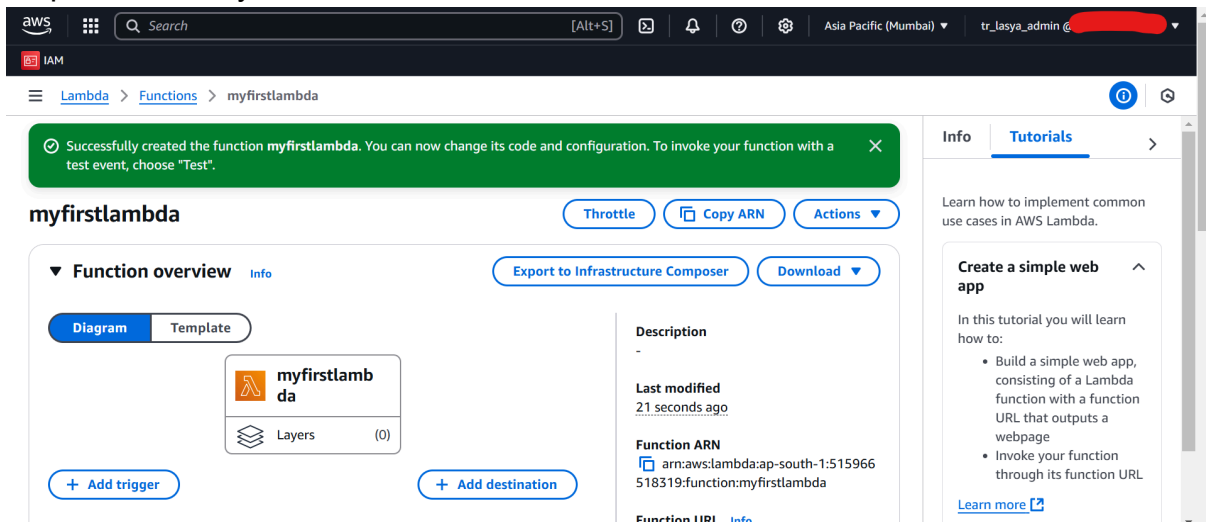 aws
Search
[Alt+S]
Asia Pacific (Mumbai)
tr_lasya_admin @
IAM
Lambda > Functions > myfirstlambda
Successfully created the function myfirstlambda. You can now change its code and configuration. To invoke your function with a
test event, choose "Test".
myfirstlambda
Throttle
Copy ARN
Actions
Function overview Info
Export to Infrastructure Composer
Download
Diagram
Template
myfirstlamb
da
Layers (0)
+ Add trigger
+ Add destination
Description
-
Last modified
21 seconds ago
Function ARN
arn:aws:lambda:ap-south-1:515966
518319:function:myfirstlambda
Function URL Info
Info
Tutorials
Learn how to implement common
use cases in AWS Lambda.
Create a simple web
app
In this tutorial you will learn
how to:
• Build a simple web app,
consisting of a Lambda
function with a function
URL that outputs a
webpage
• Invoke your function
through its function URL
Learn more